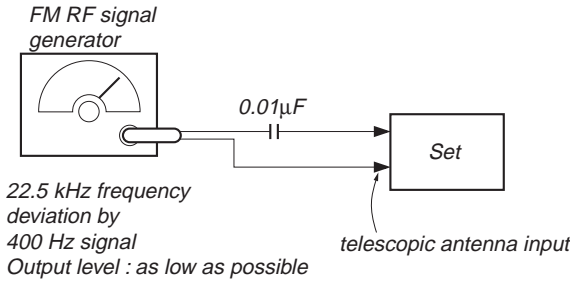 FM RF signal
generator
0.01µF
Set
22.5 kHz frequency
deviation by
400 Hz signal
Output level : as low as possible
telescopic antenna input